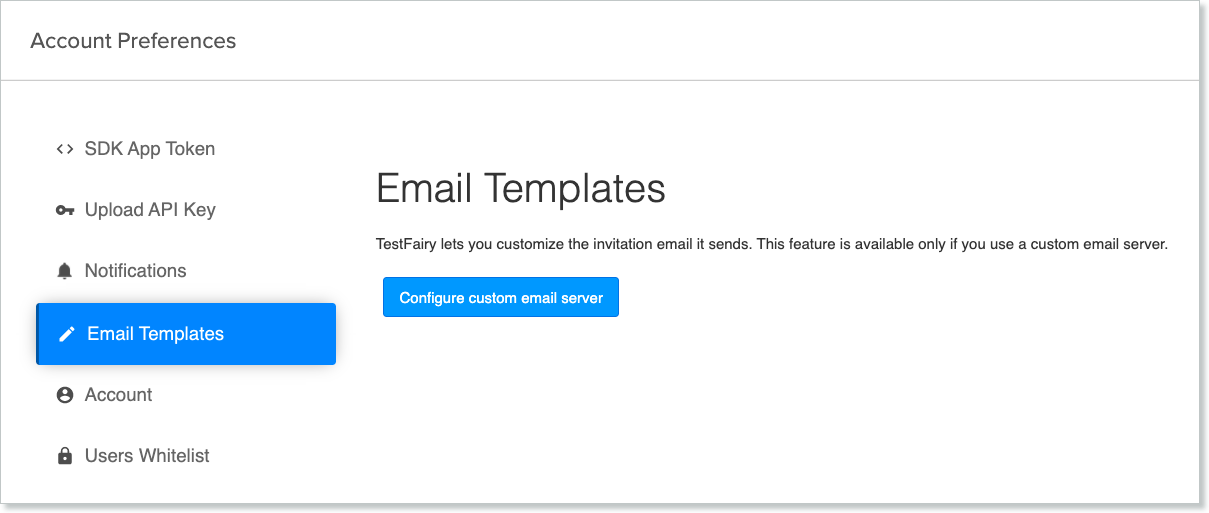 Account Preferences
SDK App Token
Upload API Key
Notifications
Email Templates
Account
Users Whitelist
Email Templates
TestFairy lets you customize the invitation email it sends. This feature is available only if you use a custom email server.
Configure custom email server